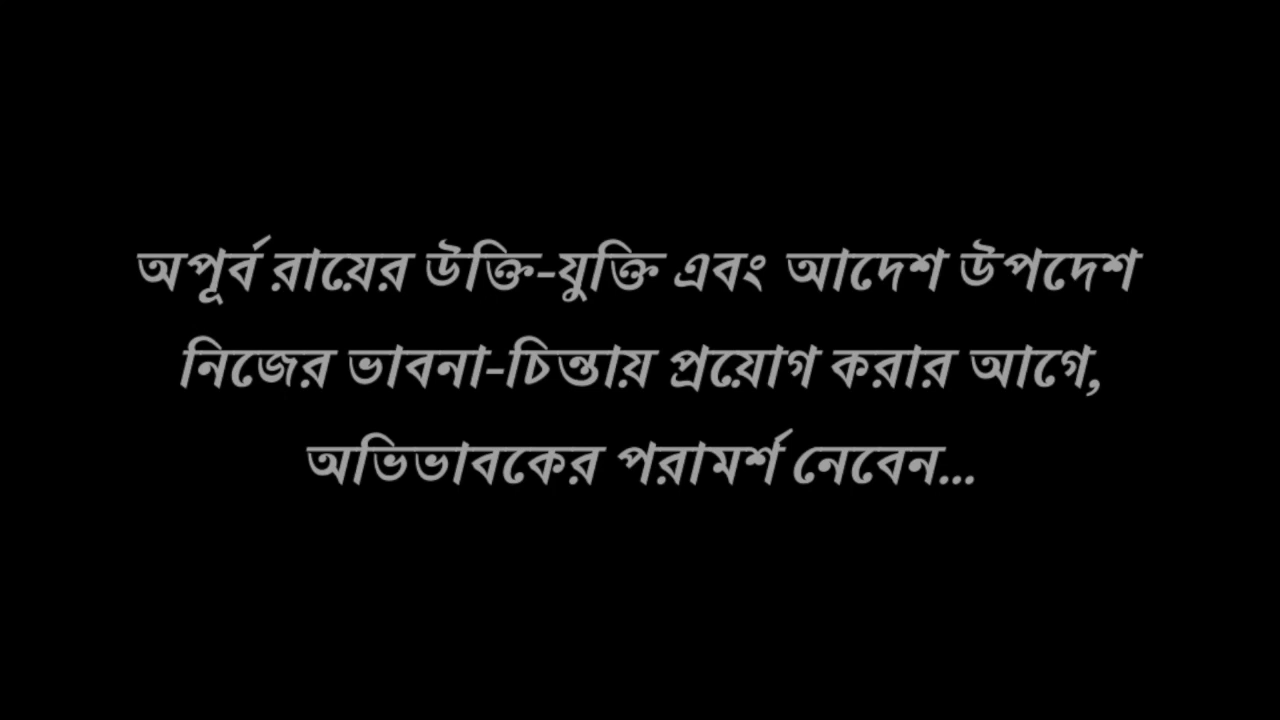 অপূর্ব রায়ের উক্তি-যুক্তি এবং আদেশ উপদেশ
নিজের ভাবনা-চিন্তায় প্রয়োগ করার আগে,
অভিভাবকের পরামর্শ নেবেন...